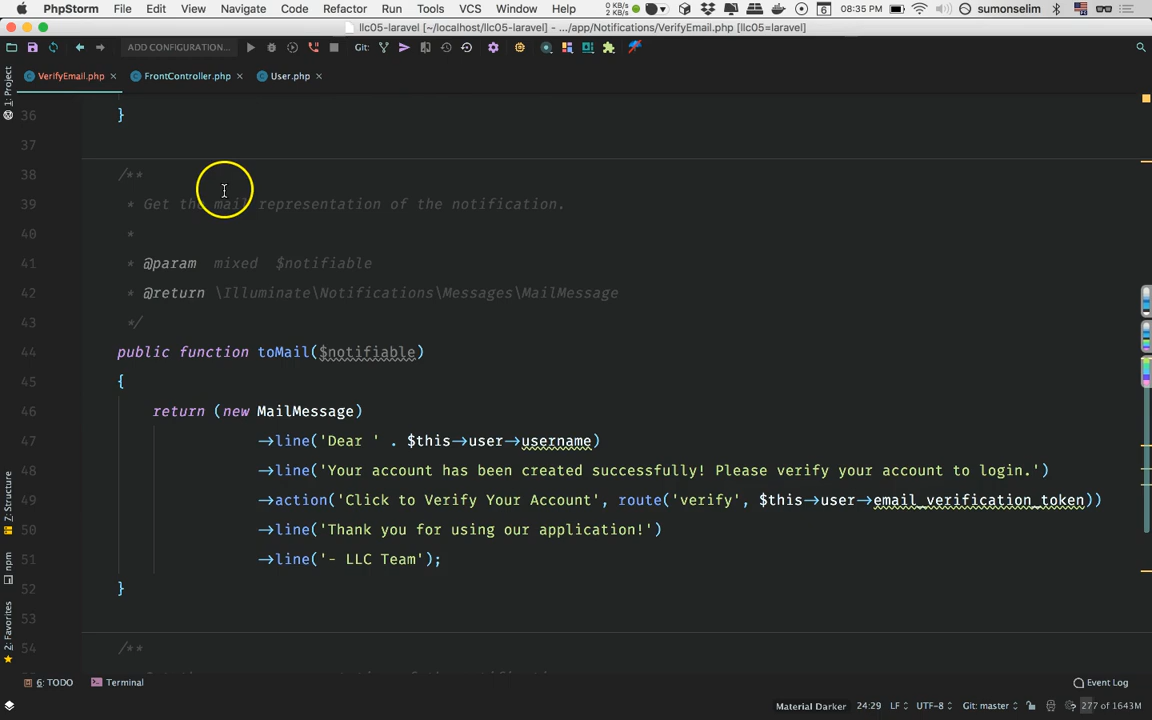 PhpStorm File Edit View Navigate Code Refactor Run Tools VCS Window Help 0 KB/s 2 KB/s 6 08:35 PM sumonselim
llc05-laravel [~/localhost/llc05-laravel] - .../app/Notifications/VerifyEmail.php [llc05=laravel]
ADD CONFIGURATION... Git:
VerifyEmail.php FrontController.php User.php
1: Project
7: Structure
npm
2: Favorites
36 }
37
38 /**
39 * Get the mail representation of the notification.
40 *
41 * @param mixed $notifiable
42 * @return \Illuminate\Notifications\Messages\MailMessage
43 */
44 public function toMail($notifiable)
45 {
46 return (new MailMessage)
47 ->line('Dear ' . $this->user->username)
48 ->line('Your account has been created successfully! Please verify your account to login.')
49 ->action('Click to Verify Your Account', route('verify', $this->user->email_verification_token))
50 ->line('Thank you for using our application!')
51 ->line('- LLC Team');
52 }
53
54 /**
6: TODO Terminal Event Log
Material Darker 24:29 LF UTF-8 Git: master 277 of 1643M